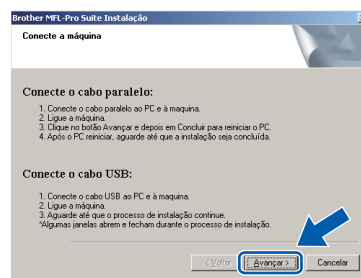 Brother MFL-Pro Suite Instalação
Conecte a máquina
Conecte o cabo paralelo:
1. Conecte o cabo paralelo ao PC e à maquina.
2. Ligue a máquina.
3. Clique no botão Avançar e depois em Concluir para reiniciar o PC.
4. Após o PC reiniciar, aguarde até que a instalação seja concluída.
Conecte o cabo USB:
1. Conecte o cabo USB ao PC e à maquina.
2. Ligue a máquina.
3. Aguarde até que o processo de instalação continue.
*Algumas janelas abrem e fecham durante o processo de instalação.
< Voltar Avançar > Cancelar